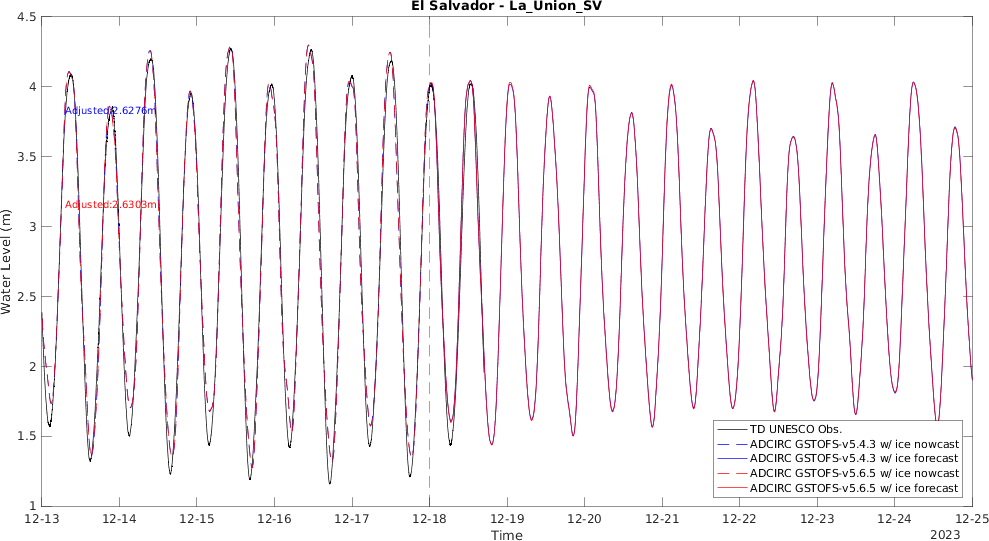 El Salvador - La_Union_SV
4.5
4
3.5
3
2.5
2
1.5
1
Water Level (m)
Adjusted:2.6276m
Adjusted:2.6303m
TD UNESCO Obs.
ADCIRC GSTOFS-v5.4.3 w/ ice nowcast
ADCIRC GSTOFS-v5.4.3 w/ ice forecast
ADCIRC GSTOFS-v5.6.5 w/ ice nowcast
ADCIRC GSTOFS-v5.6.5 w/ ice forecast
12-13 12-14 12-15 12-16 12-17 12-18 12-19 12-20 12-21 12-22 12-23 12-24 12-25
Time
2023